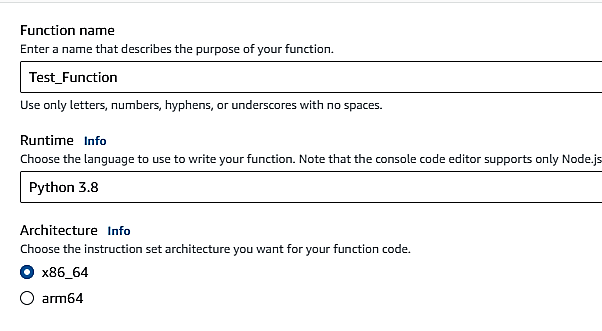 Function name
Enter a name that describes the purpose of your function.
Test_Function
Use only letters, numbers, hyphens, or underscores with no spaces.
Runtime Info
Choose the language to use to write your function. Note that the console code editor supports only Node.js
Python 3.8
Architecture Info
Choose the instruction set architecture you want for your function code.
x86_64
arm64